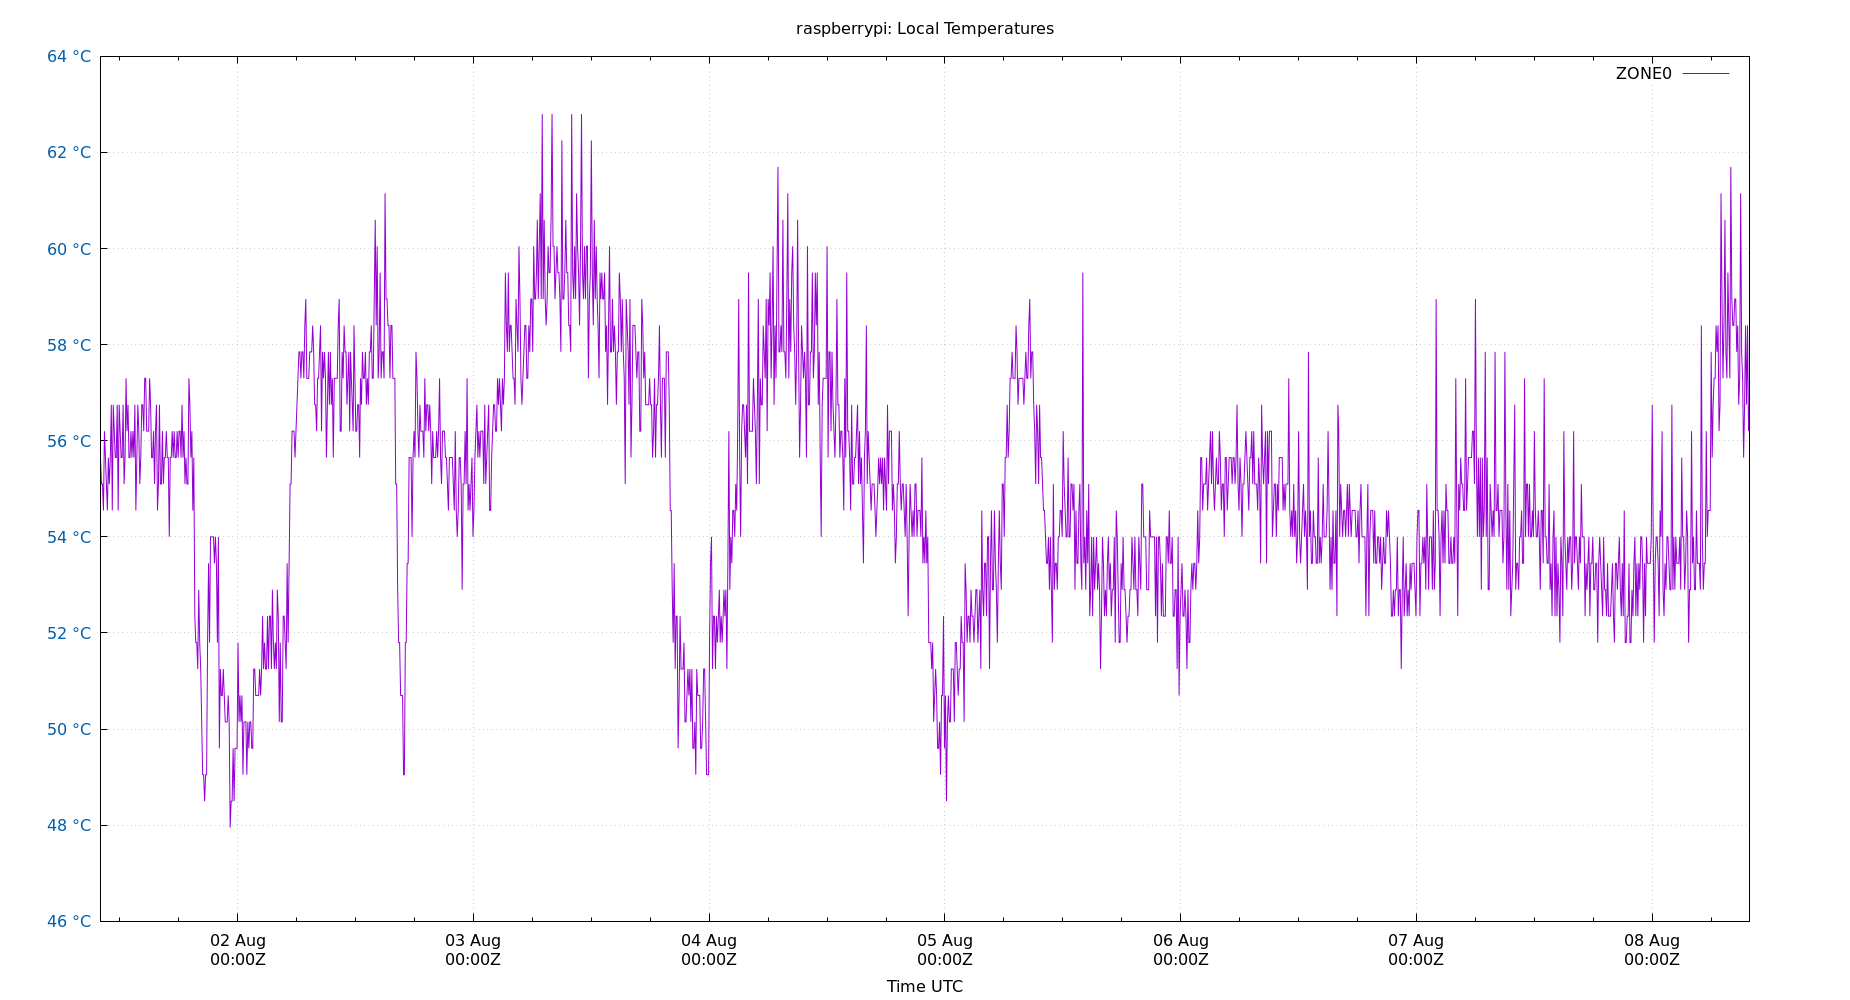 raspberrypi: Local Temperatures
64 °C
ZONE0
62 °C
60 °C
58 °C
56 °C
54 °C
52 °C
50 °C
48 °C
46 °C
02 Aug 03 Aug 04 Aug 05 Aug 06 Aug 07 Aug 08 Aug
00:00Z 00:00Z 00:00Z 00:00Z 00:00Z 00:00Z 00:00Z
Time UTC